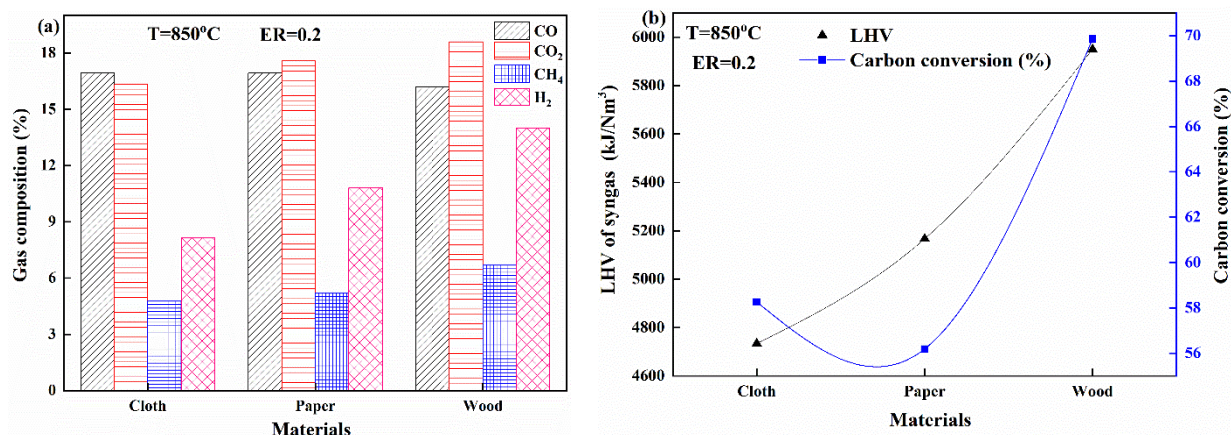 (a)
T=850°C ER=0.2
CO
CO₂
CH₄
H₂
Gas composition (%)
18
15
12
9
6
3
0
Cloth Paper Wood
Materials
(b)
T=850°C
ER=0.2
LHV
Carbon conversion (%)
LHV of syngas (kJ/Nm³)
6000
5800
5600
5400
5200
5000
4800
4600
Carbon conversion (%)
70
68
66
64
62
60
58
56
Cloth Paper Wood
Materials